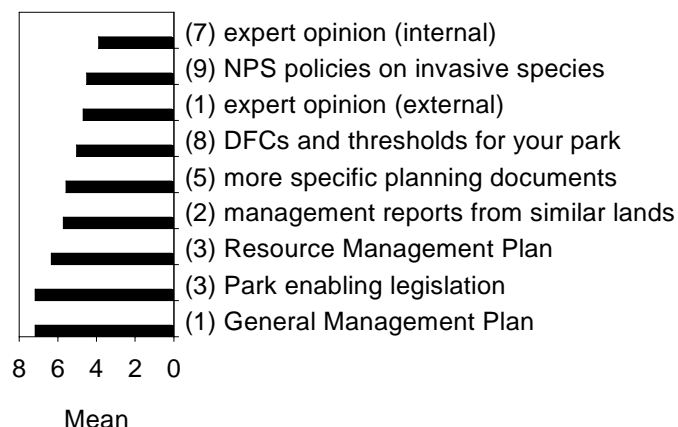 (7) expert opinion (internal)
(9) NPS policies on invasive species
(1) expert opinion (external)
(8) DFCs and thresholds for your park
(5) more specific planning documents
(2) management reports from similar lands
(3) Resource Management Plan
(3) Park enabling legislation
(1) General Management Plan
8 6 4 2 0
Mean